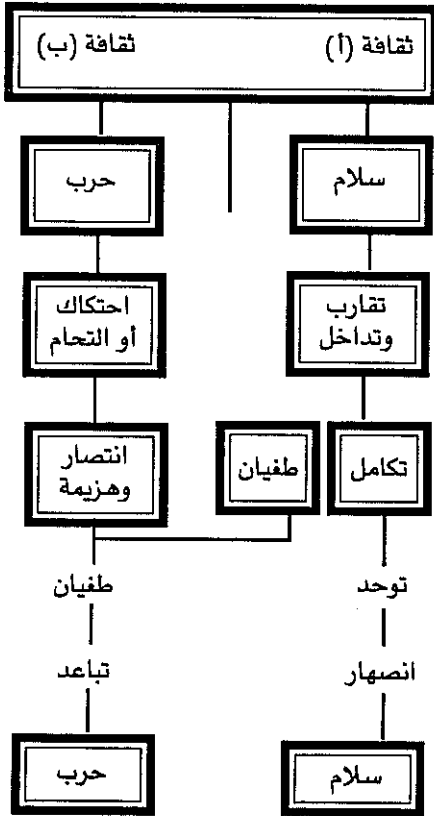 ثقافة (أ) ثقافة (ب)
سلام
حرب
تقارب
وتداخل
احتكاك
أو التحام
تكامل
طغيان
انتصار
وهزيمة
توحد
طغيان
انصهار
تباعد
سلام
حرب